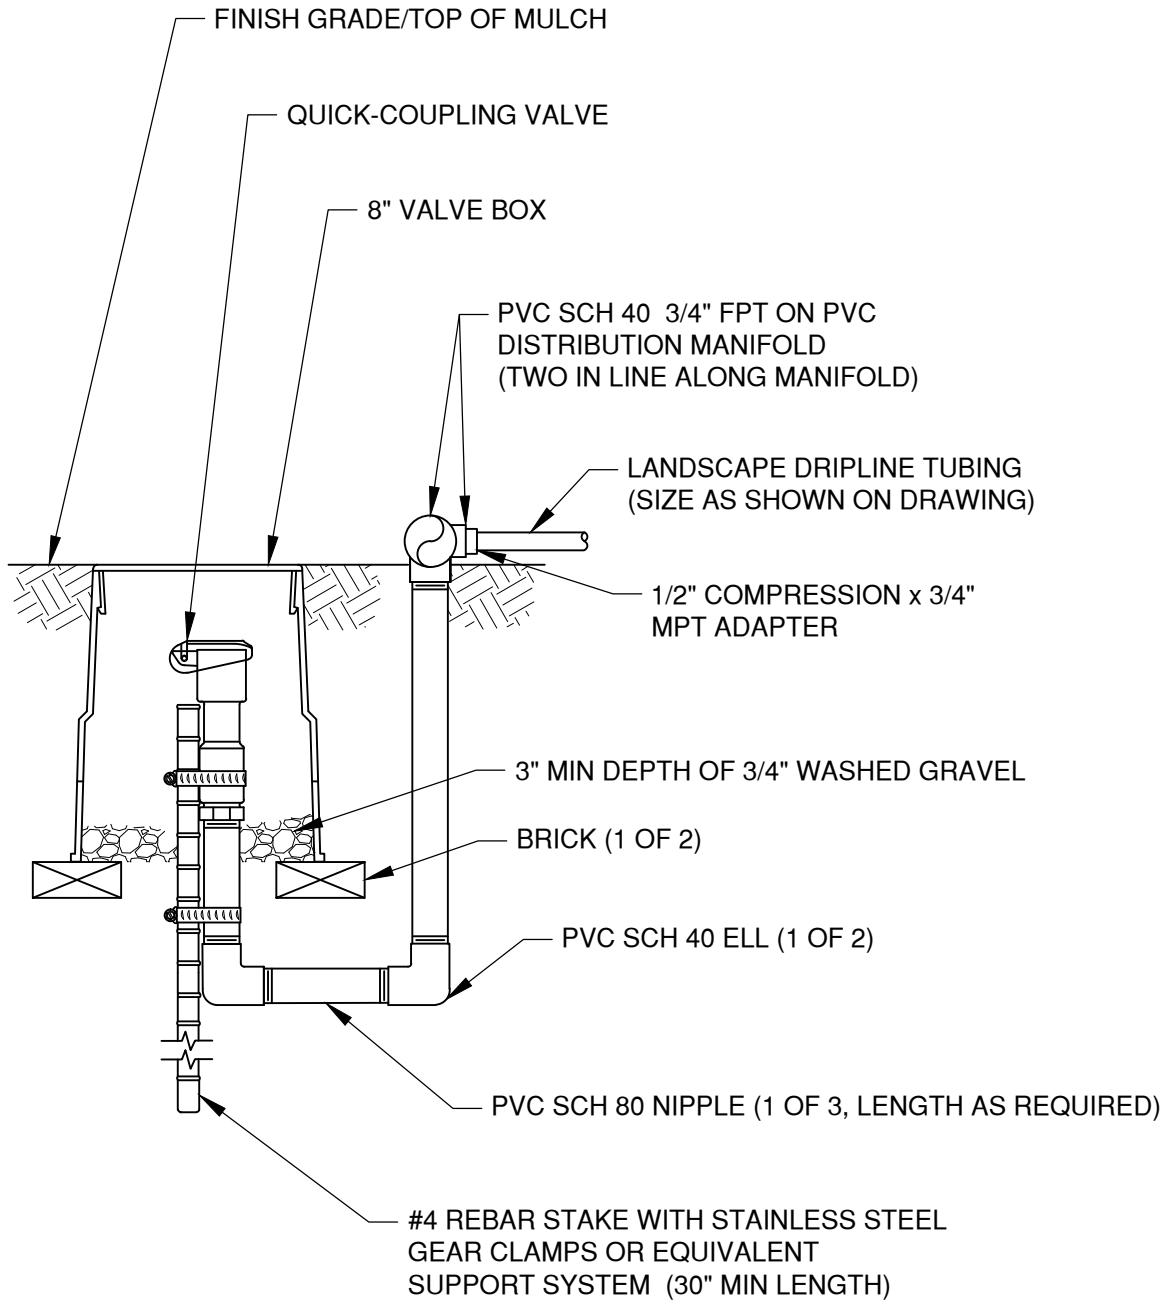 FINISH GRADE/TOP OF MULCH
QUICK-COUPLING VALVE
8" VALVE BOX
PVC SCH 40  3/4" FPT ON PVC
DISTRIBUTION MANIFOLD
(TWO IN LINE ALONG MANIFOLD)
LANDSCAPE DRIPLINE TUBING
(SIZE AS SHOWN ON DRAWING)
1/2" COMPRESSION x 3/4"
MPT ADAPTER
3" MIN DEPTH OF 3/4" WASHED GRAVEL
BRICK (1 OF 2)
PVC SCH 40 ELL (1 OF 2)
PVC SCH 80 NIPPLE (1 OF 3, LENGTH AS REQUIRED)
#4 REBAR STAKE WITH STAINLESS STEEL
GEAR CLAMPS OR EQUIVALENT
SUPPORT SYSTEM  (30" MIN LENGTH)